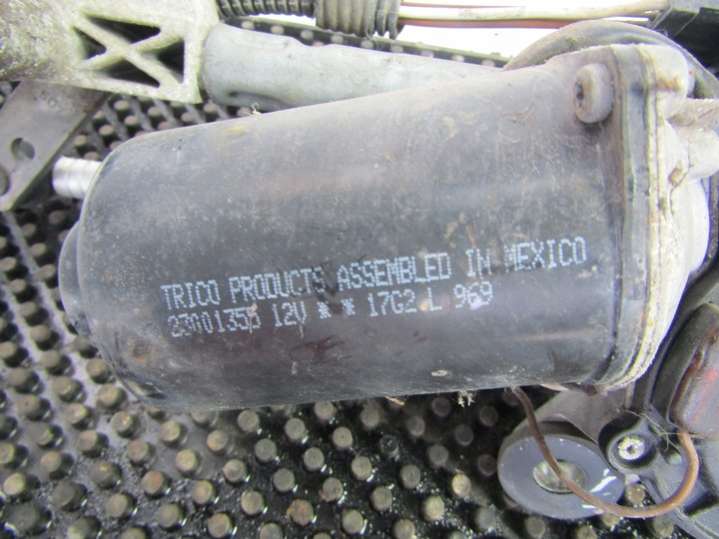 TRICO PRODUCTS ASSEMBLED IN MEXICO
12V * * 17G2 L 969